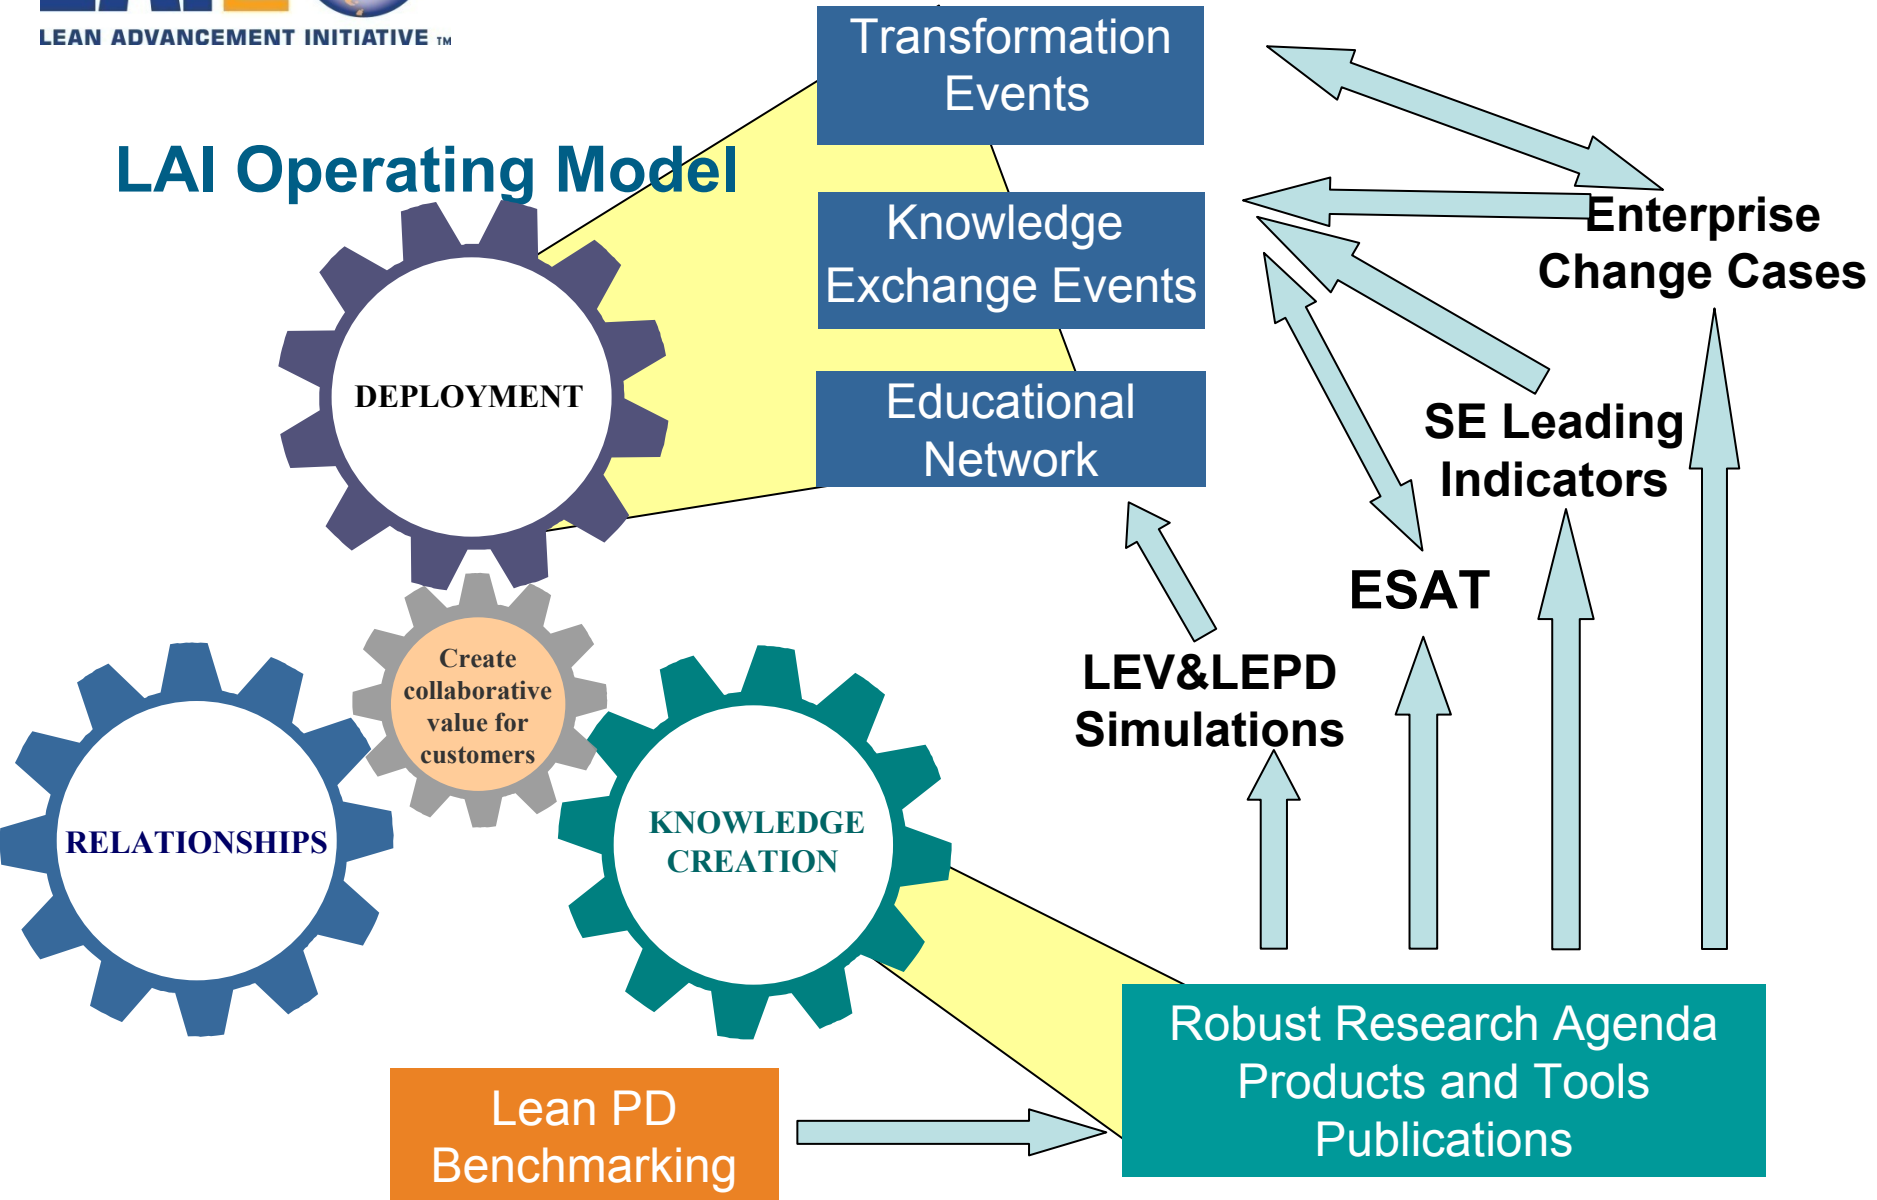 LEAN ADVANCEMENT INITIATIVE TM
LAI Operating Model
Transformation
Events
Knowledge
Exchange Events
Educational
Network
Enterprise
Change Cases
SE Leading
Indicators
ESAT
LEV&LEPD
Simulations
DEPLOYMENT
Create
collaborative
value for
customers
RELATIONSHIPS
KNOWLEDGE
CREATION
Robust Research Agenda
Products and Tools
Publications
Lean PD
Benchmarking